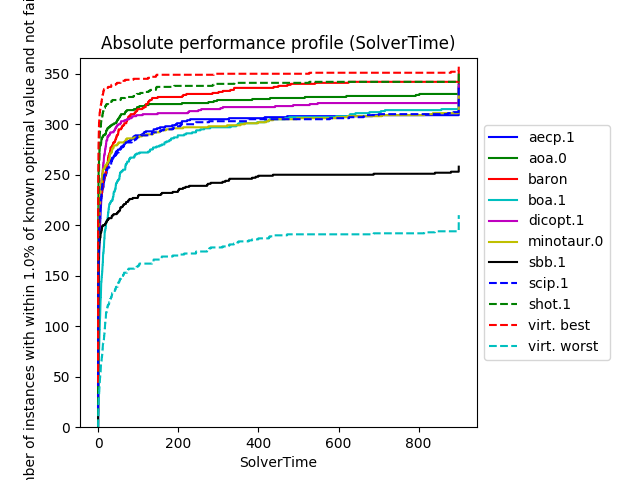 Absolute performance profile (SolverTime)
of instances with within 1.0% of known optimal value and not
350
300
250
200
150
100
50
0
0 200 400 600 800
SolverTime
aecp.1
aoa.0
baron
boa.1
dicopt.1
minotaur.0
sbb.1
scip.1
shot.1
virt. best
virt. worst